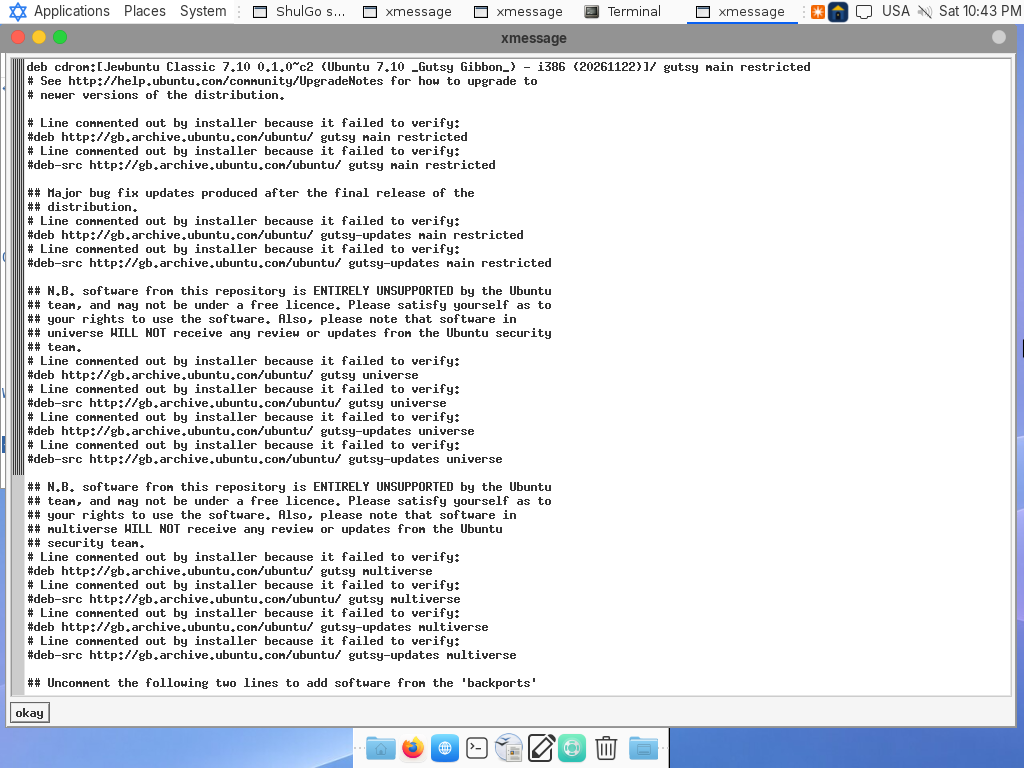 Applications Places System ShulGo s... xmessage xmessage Terminal xmessage USA Sat 10:43 PM
xmessage
deb cdrom:[Jewbuntu Classic 7.10 0.1.0~c2 (Ubuntu 7.10 _Gutsy Gibbon_) - i386 (20261122)]/ gutsy main restricted
# See http://help.ubuntu.com/community/UpgradeNotes for how to upgrade to
# newer versions of the distribution.
# Line commented out by installer because it failed to verify:
#deb http://gb.archive.ubuntu.com/ubuntu/ gutsy main restricted
# Line commented out by installer because it failed to verify:
#deb-src http://gb.archive.ubuntu.com/ubuntu/ gutsy main restricted
## Major bug fix updates produced after the final release of the
## distribution.
# Line commented out by installer because it failed to verify:
#deb http://gb.archive.ubuntu.com/ubuntu/ gutsy-updates main restricted
# Line commented out by installer because it failed to verify:
#deb-src http://gb.archive.ubuntu.com/ubuntu/ gutsy-updates main restricted
## N.B. software from this repository is ENTIRELY UNSUPPORTED by the Ubuntu
## team, and may not be under a free licence. Please satisfy yourself as to
## your rights to use the software. Also, please note that software in
## universe WILL NOT receive any review or updates from the Ubuntu security
## team.
# Line commented out by installer because it failed to verify:
#deb http://gb.archive.ubuntu.com/ubuntu/ gutsy universe
# Line commented out by installer because it failed to verify:
#deb-src http://gb.archive.ubuntu.com/ubuntu/ gutsy universe
# Line commented out by installer because it failed to verify:
#deb http://gb.archive.ubuntu.com/ubuntu/ gutsy-updates universe
# Line commented out by installer because it failed to verify:
#deb-src http://gb.archive.ubuntu.com/ubuntu/ gutsy-updates universe
## N.B. software from this repository is ENTIRELY UNSUPPORTED by the Ubuntu
## team, and may not be under a free licence. Please satisfy yourself as to
## your rights to use the software. Also, please note that software in
## multiverse WILL NOT receive any review or updates from the Ubuntu
## security team.
# Line commented out by installer because it failed to verify:
#deb http://gb.archive.ubuntu.com/ubuntu/ gutsy multiverse
# Line commented out by installer because it failed to verify:
#deb-src http://gb.archive.ubuntu.com/ubuntu/ gutsy multiverse
# Line commented out by installer because it failed to verify:
#deb http://gb.archive.ubuntu.com/ubuntu/ gutsy-updates multiverse
# Line commented out by installer because it failed to verify:
#deb-src http://gb.archive.ubuntu.com/ubuntu/ gutsy-updates multiverse
## Uncomment the following two lines to add software from the 'backports'
okay